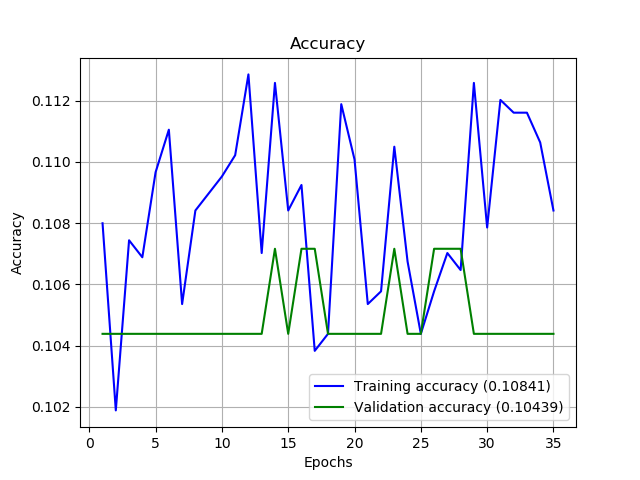 Accuracy
0.112
0.110
0.108
0.106
0.104
0.102
Accuracy
Training accuracy (0.10841)
Validation accuracy (0.10439)
0 5 10 15 20 25 30 35
Epochs